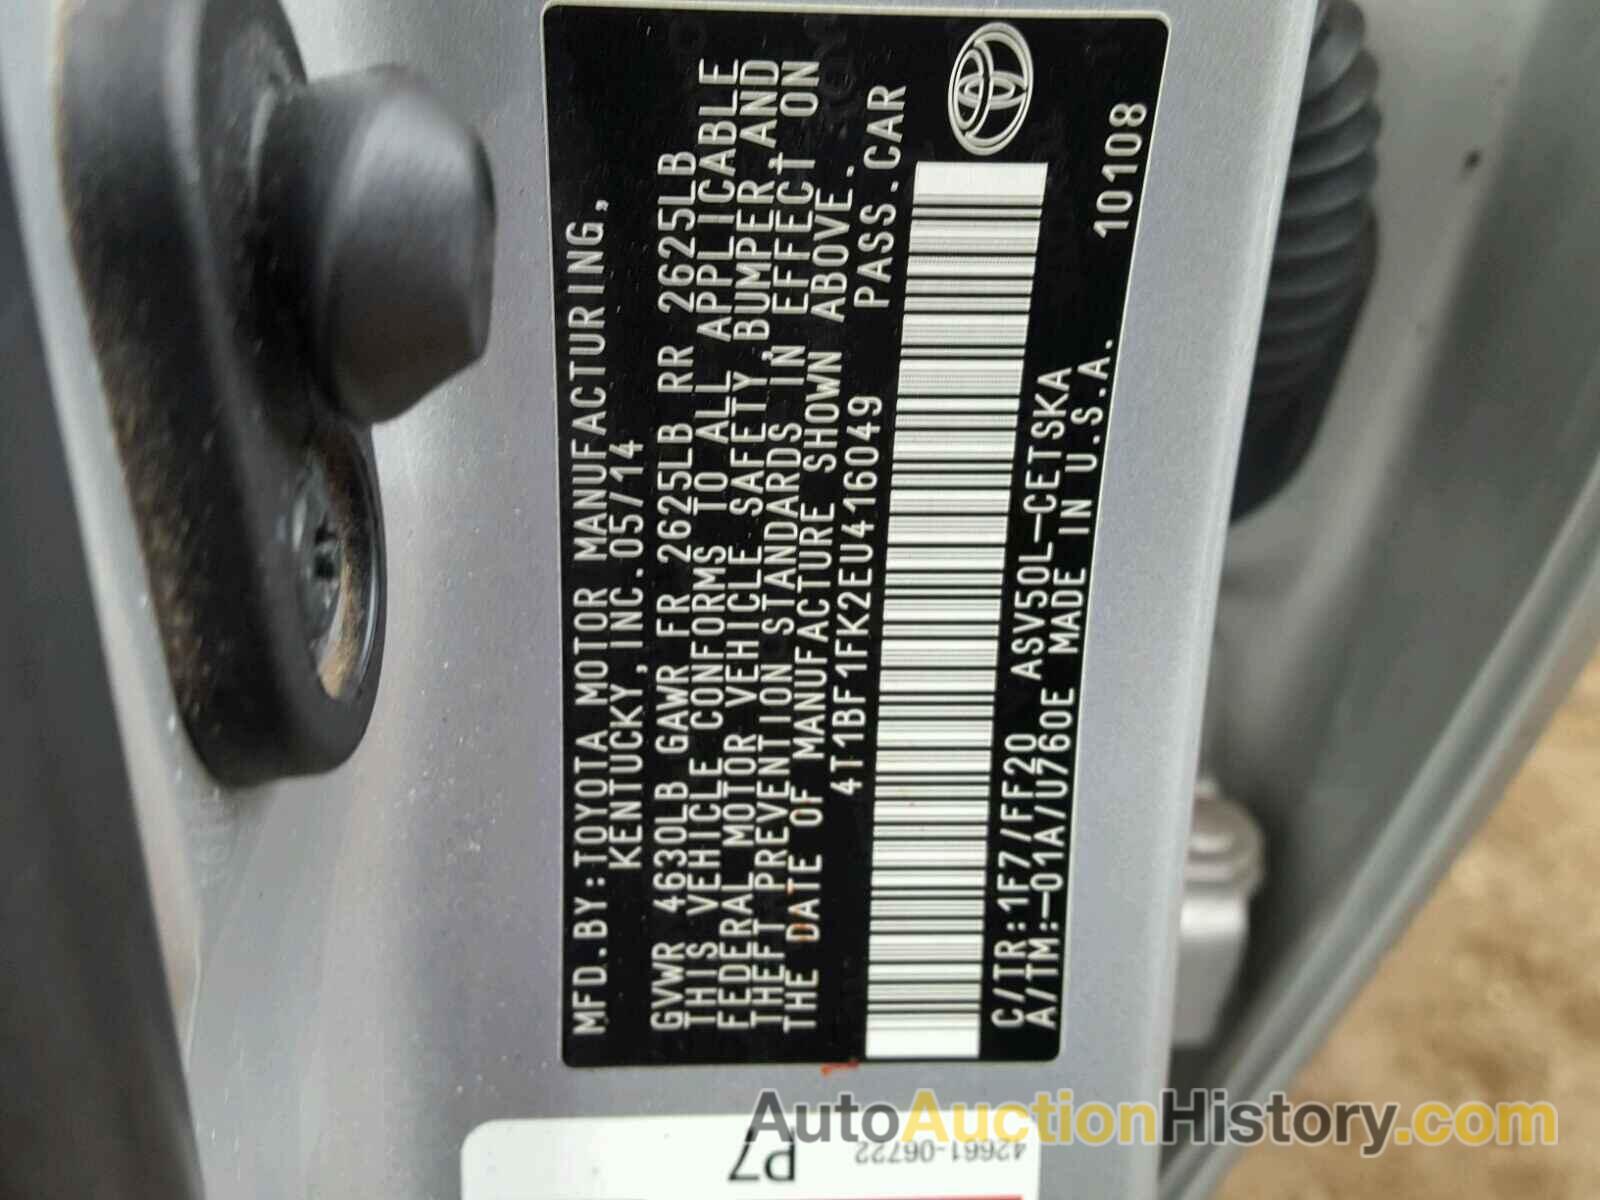 MFD.BY:TOYOTA MOTOR MANUFACTURING,
KENTUCKY,INC.05/14
GVWR 4630LB GAWR FR 2625LB RR 2625LB
THIS VEHICLE CONFORMS TO ALL APPLICABLE
FEDERAL MOTOR VEHICLE SAFETY,BUMPER,AND
THEFT PREVENTION STANDARDS IN EFFECT ON
THE DATE OF MANUFACTURE SHOWN ABOVE.
4T1BF1FK2EU416049 PASS.CAR
C/TR:1F7/FF20 ASV50L-CETSKA
A/TM:-01A/U760E MADE IN U.S.A.
10108
42661-06722
P7
AutoAuctionHistory.com